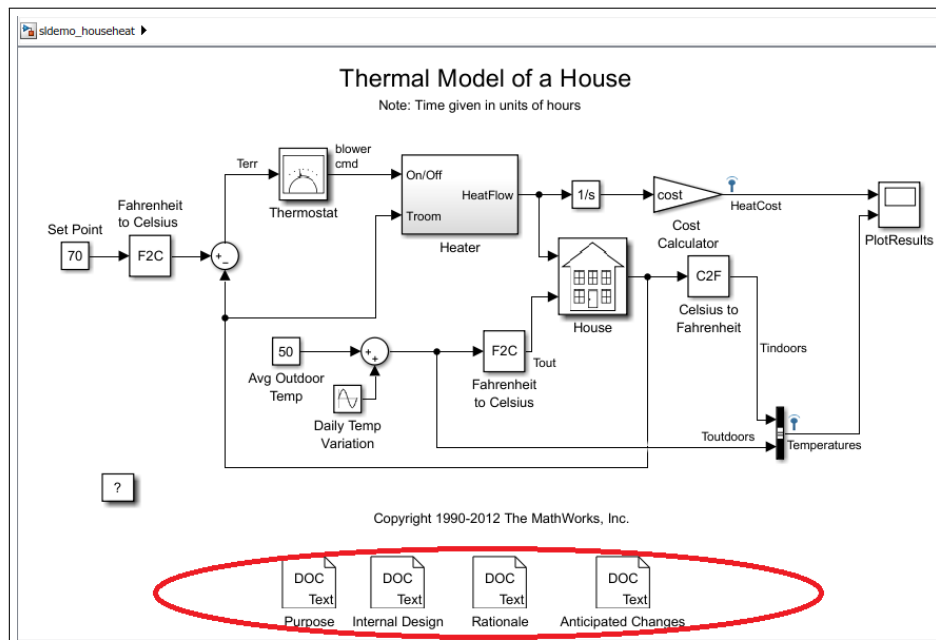 sldemo_househeat
Thermal Model of a House
Note: Time given in units of hours
Terr
blower
cmd
On/Off
HeatFlow
Troom
Thermostat
Heater
1/s
cost
HeatCost
Cost
Calculator
PlotResults
Fahrenheit
to Celsius
Set Point
70
F2C
House
C2F
Celsius to
Fahrenheit
Tindoors
50
Avg Outdoor
Temp
F2C
Tout
Fahrenheit
to Celsius
Daily Temp
Variation
Toutdoors
Temperatures
?
Copyright 1990-2012 The MathWorks, Inc.
DOC
Text
Purpose
DOC
Text
Internal Design
DOC
Text
Rationale
DOC
Text
Anticipated Changes